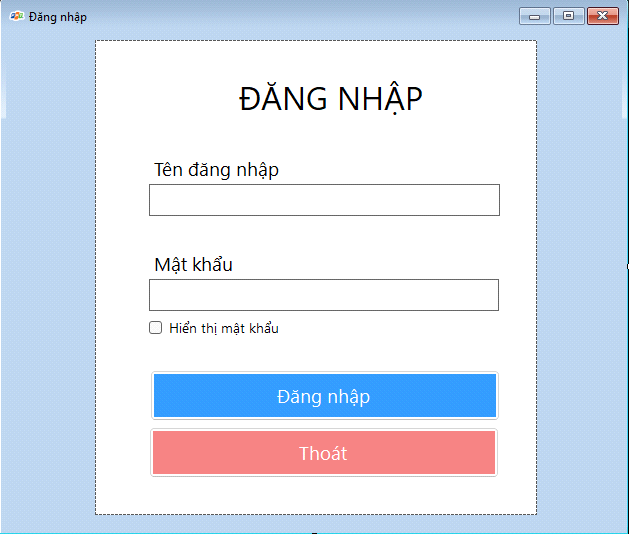 Đăng nhập
ĐĂNG NHẬP
Tên đăng nhập
Mật khẩu
Hiển thị mật khẩu
Đăng nhập
Thoát